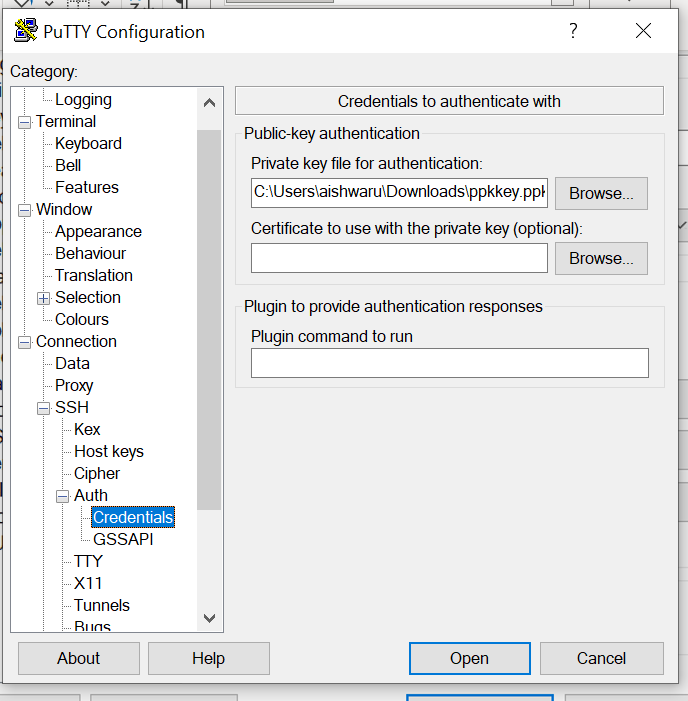 PuTTY Configuration
?
Category:
Logging
Terminal
Keyboard
Bell
Features
Window
Appearance
Behaviour
Translation
Selection
Colours
Connection
Data
Proxy
SSH
Kex
Host keys
Cipher
Auth
Credentials
GSSAPI
TTY
X11
Tunnels
Bugs
Credentials to authenticate with
Public-key authentication
Private key file for authentication:
C:\Users\aishwaru\Downloads\ppkkey.ppk
Browse...
Certificate to use with the private key (optional):
Browse...
Plugin to provide authentication responses
Plugin command to run
About
Help
Open
Cancel